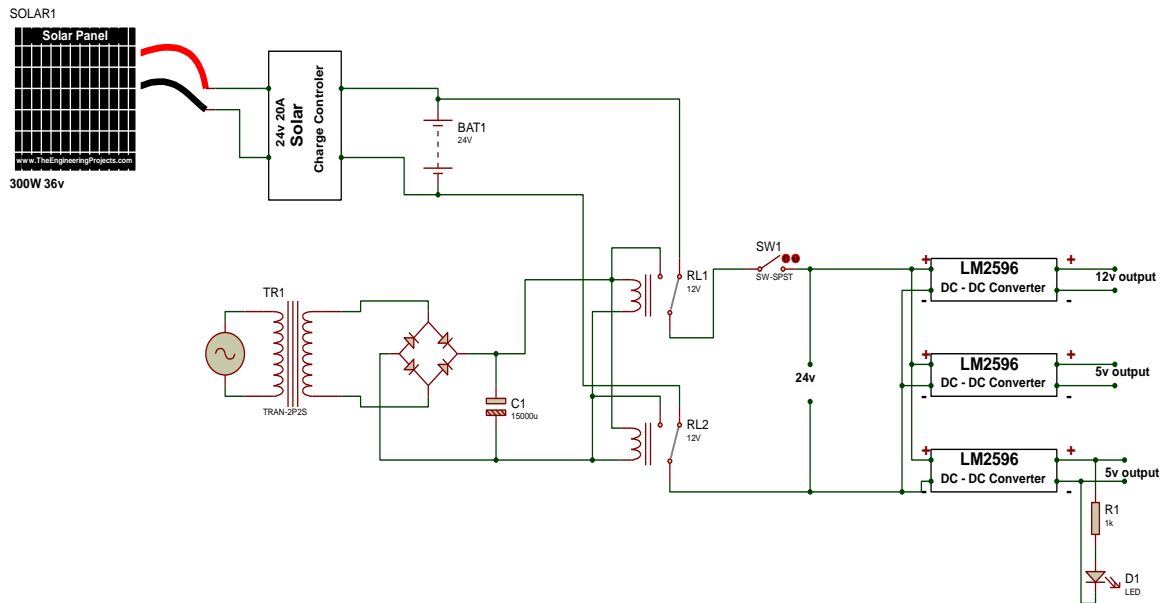 SOLAR1
Solar Panel
www.TheEngineeringProjects.com
300W 36v
24v 20A
Solar
Charge Controler
BAT1
24V
TR1
TRAN-2P2S
C1
15000u
RL1
12V
RL2
12V
SW1
SW-SPST
24v
+
-
LM2596
DC - DC Converter
+
-
12v output
+
-
LM2596
DC - DC Converter
+
-
5v output
+
-
LM2596
DC - DC Converter
+
-
5v output
R1
1k
D1
LED